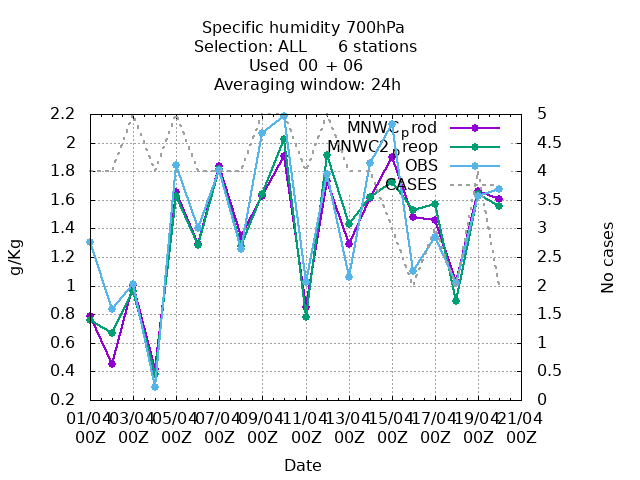 Specific humidity 700hPa
Selection: ALL 6 stations
Used 00 + 06
Averaging window: 24h
MNWC_prod
MNWC2_preop
OBS
CASES
2.2
2
1.8
1.6
1.4
1.2
1
0.8
0.6
0.4
0.2
g/Kg
5
4.5
4
3.5
3
2.5
2
1.5
1
0.5
0
No cases
01/04 03/04 05/04 07/04 09/04 11/04 13/04 15/04 17/04 19/04 21/04
00Z 00Z 00Z 00Z 00Z 00Z 00Z 00Z 00Z 00Z 00Z
Date